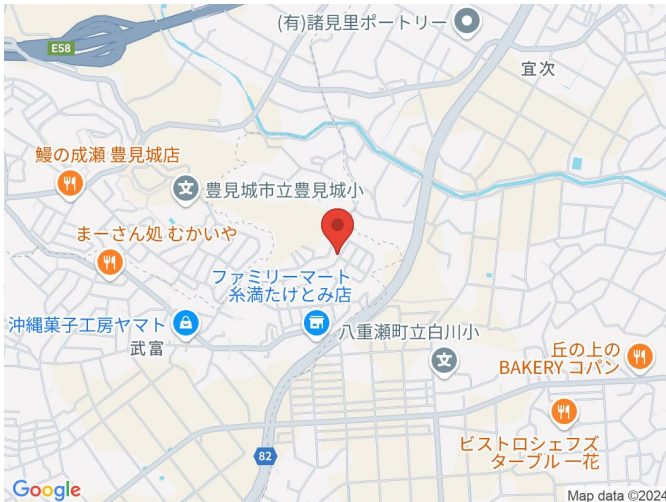 (有)諸見里ポートリー
宜次
E58
鰻の成瀬 豊見城店
豊見城市立豊見城小
まーさん処 むかいや
ファミリーマート
糸満たけとみ店
沖縄菓子工房ヤマト
武富
八重瀬町立白川小
丘の上の
BAKERY コパン
ビストロシェフズ
ターブル 一花
82
Google
Map data ©2024